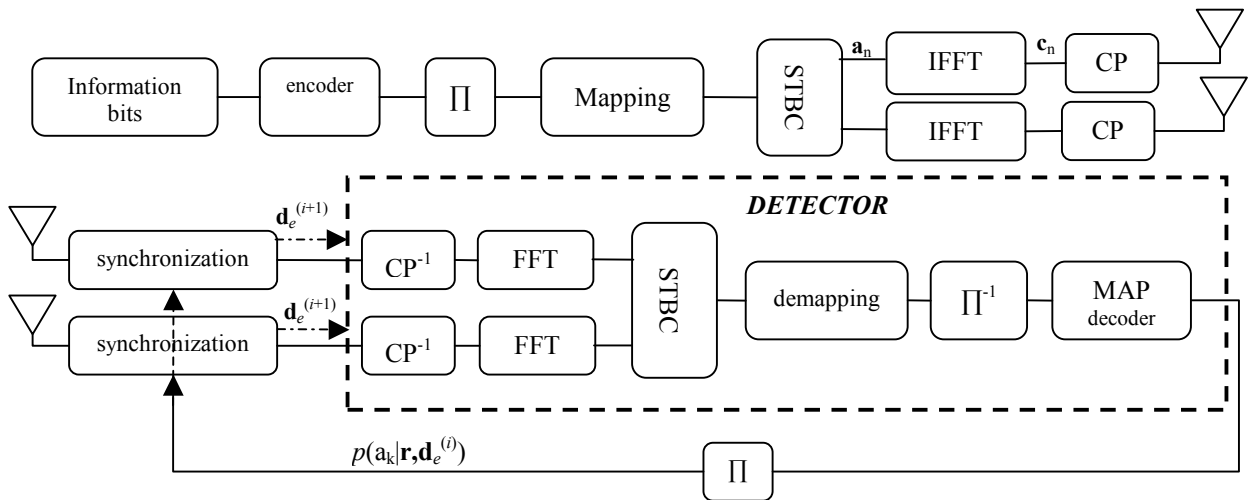 Information bits
encoder
∏
Mapping
STBC
a_n
IFFT
c_n
CP
IFFT
CP
DETECTOR
d_e^(i+1)
synchronization
CP^-1
FFT
STBC
demapping
∏^-1
MAP decoder
d_e^(i+1)
synchronization
CP^-1
FFT
p(a_k|r,d_e^(i))
∏